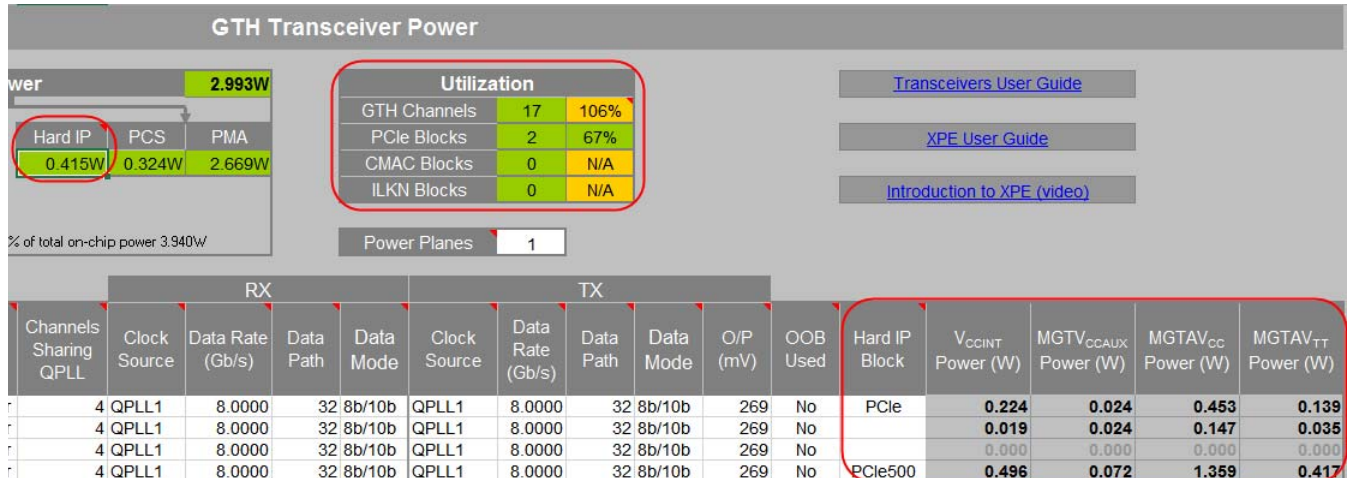 GTH Transceiver Power
wer 2.993W
Hard IP PCS PMA
0.415W 0.324W 2.669W
% of total on-chip power 3.940W
Utilization
GTH Channels 17 106%
PCIe Blocks 2 67%
CMAC Blocks 0 N/A
ILKN Blocks 0 N/A
Power Planes 1
Transceivers User Guide
XPE User Guide
Introduction to XPE (video)
RX TX
Channels Sharing QPLL Clock Source Data Rate (Gb/s) Data Path Data Mode Clock Source Data Rate (Gb/s) Data Path Data Mode O/P (mV) OOB Used Hard IP Block VCCINT Power (W) MGTVCCAUX Power (W) MGTAVCC Power (W) MGTAVTT Power (W)
r 4 QPLL1 8.0000 32 8b/10b QPLL1 8.0000 32 8b/10b 269 No PCIe 0.224 0.024 0.453 0.139
r 4 QPLL1 8.0000 32 8b/10b QPLL1 8.0000 32 8b/10b 269 No 0.019 0.024 0.147 0.035
r 4 QPLL1 8.0000 32 8b/10b QPLL1 8.0000 32 8b/10b 269 No 0.000 0.000 0.000 0.000
r 4 QPLL1 8.0000 32 8b/10b QPLL1 8.0000 32 8b/10b 269 No PCIe500 0.496 0.072 1.359 0.417